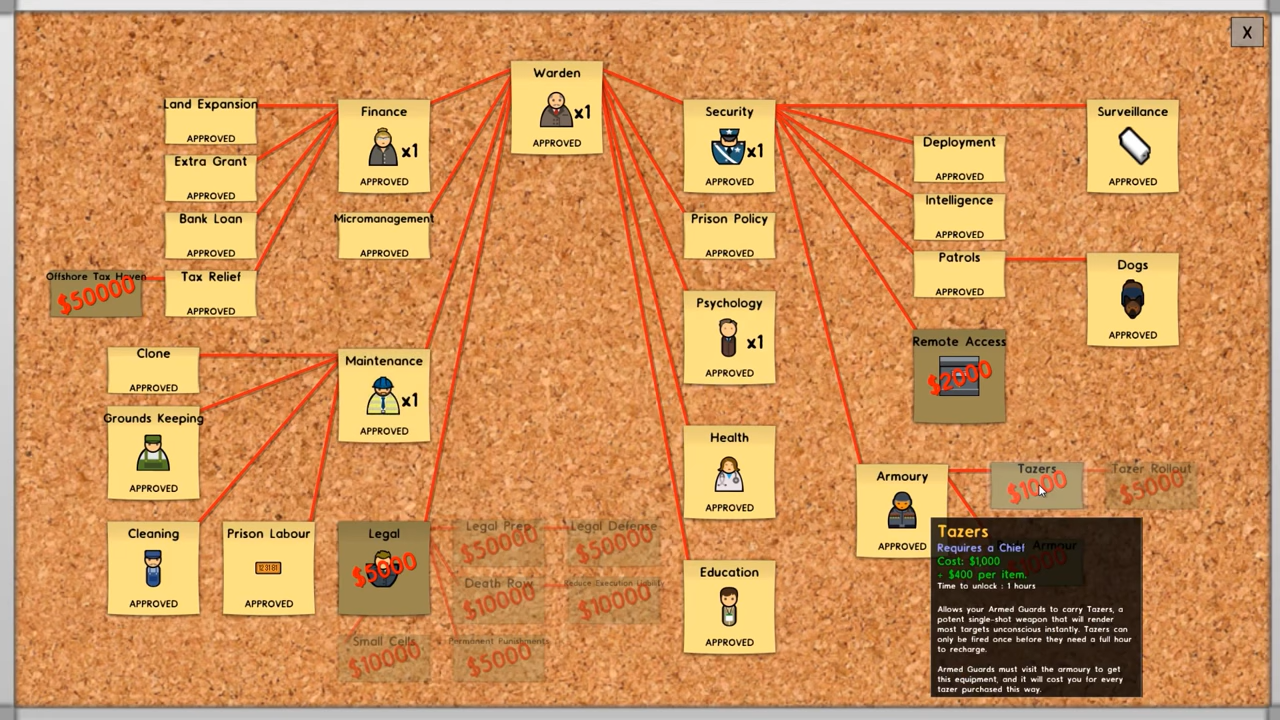 X
Warden
x1
APPROVED
Land Expansion
APPROVED
Extra Grant
APPROVED
Bank Loan
APPROVED
Offshore Tax Haven
$50000
Tax Relief
APPROVED
Finance
x1
APPROVED
Micromanagement
APPROVED
Clone
APPROVED
Grounds Keeping
APPROVED
Maintenance
x1
APPROVED
Cleaning
APPROVED
Prison Labour
12 31 61
APPROVED
Legal
$5000
Legal Prep
$50000
Legal Defense
$50000
Death Row
$10000
Reduce Execution Liability
$10000
Small Cells
$10000
Permanent Punishments
$5000
Security
x1
APPROVED
Prison Policy
APPROVED
Psychology
x1
APPROVED
Health
APPROVED
Education
APPROVED
Deployment
APPROVED
Intelligence
APPROVED
Patrols
APPROVED
Remote Access
$2000
Surveillance
APPROVED
Dogs
APPROVED
Armoury
APPROVED
Tazers
$1000
Tazer Rollout
$5000
Armour
Tazers
Requires a Chief
Cost: $1,000
+ $400 per item.
Time to unlock : 1 hours
Allows your Armed Guards to carry Tazers, a
potent single-shot weapon that will render
most targets unconscious instantly. Tazers can
only be fired once before they need a full hour
to recharge.
Armed Guards must visit the armoury to get
this equipment, and it will cost you for every
tazer purchased this way.